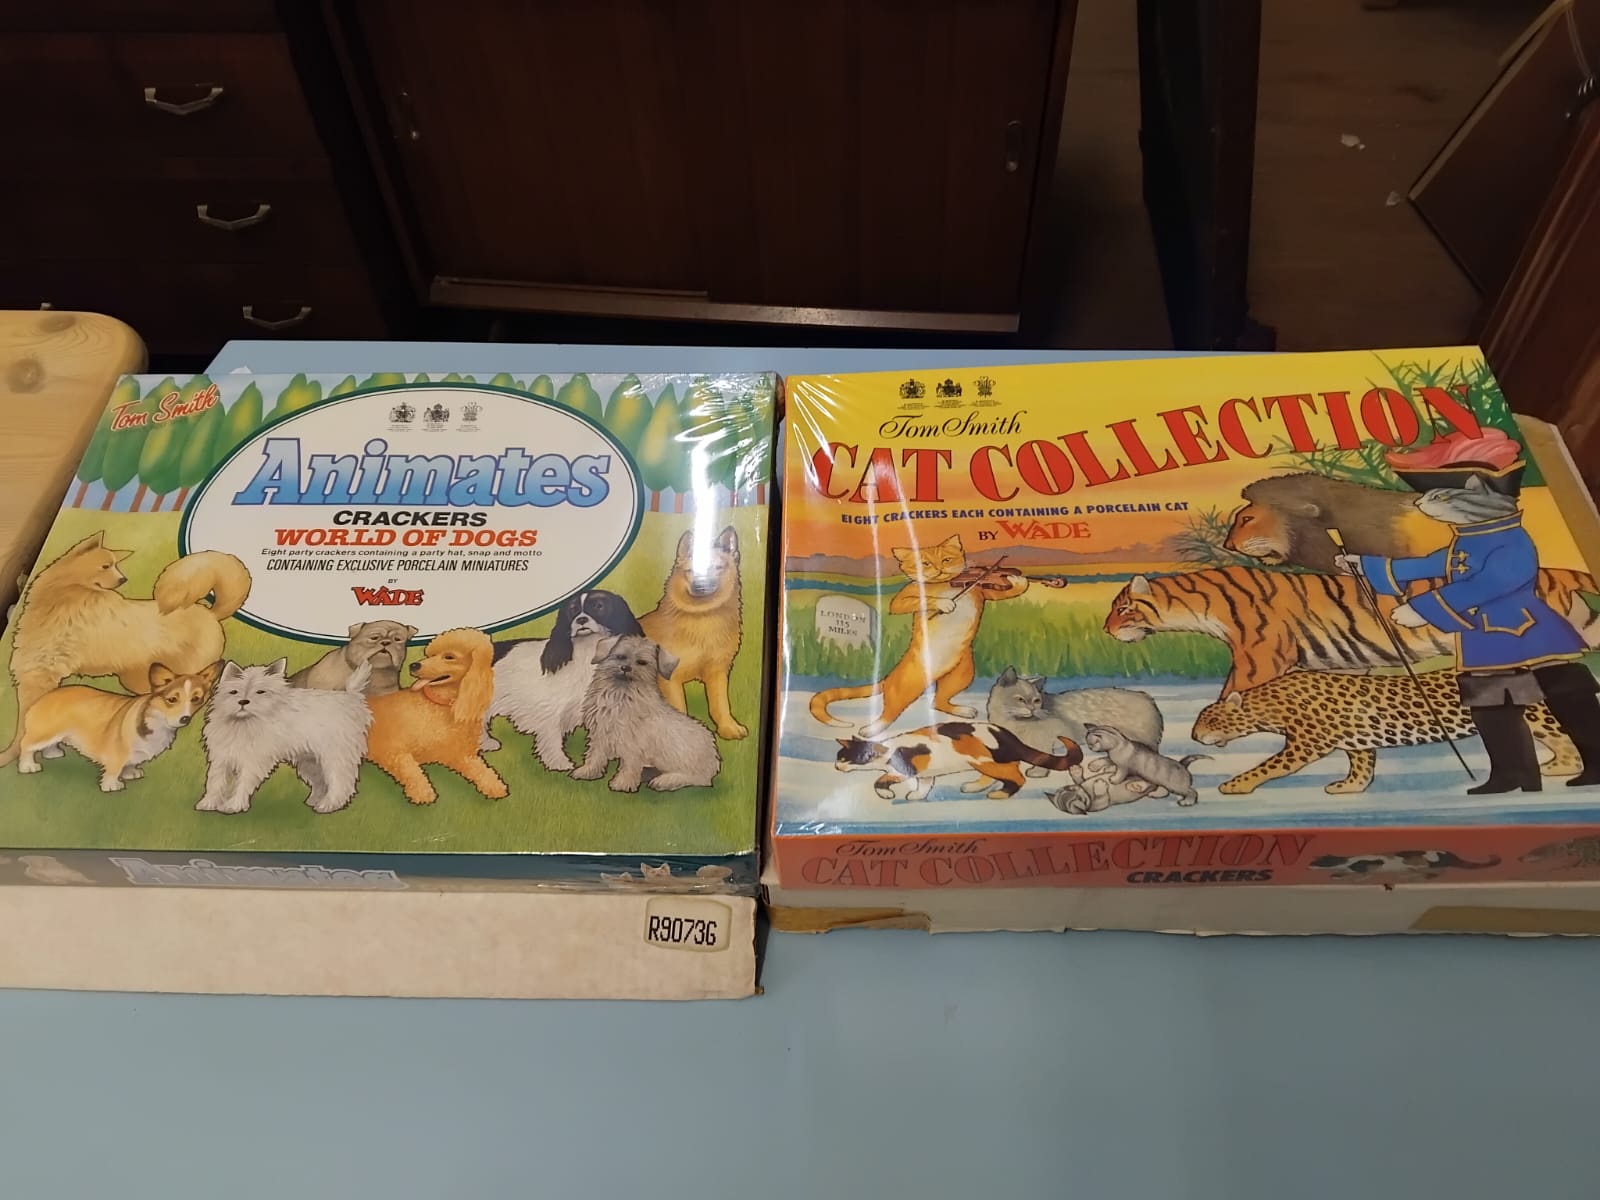 Tom Smith
Animates
CRACKERS
WORLD OF DOGS
Eight party crackers containing a party hat, snap and motto
CONTAINING EXCLUSIVE PORCELAIN MINIATURES
BY
WADE
Animates
R9073G
Tom Smith
CAT COLLECTION
EIGHT CRACKERS EACH CONTAINING A PORCELAIN CAT
BY WADE
LONDON
115
MILES
Tom Smith
CAT COLLECTION
CRACKERS